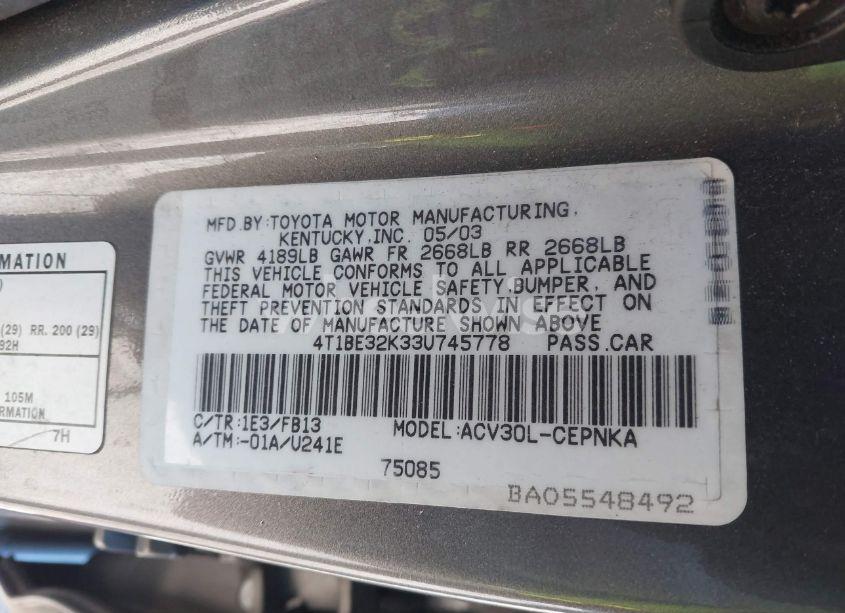 MFD.BY:TOYOTA MOTOR MANUFACTURING,
KENTUCKY,INC. 05/03
GVWR 4189LB GAWR FR 2668LB RR 2668LB
THIS VEHICLE CONFORMS TO ALL APPLICABLE
FEDERAL MOTOR VEHICLE SAFETY,BUMPER, AND
THEFT PREVENTION STANDARDS IN EFFECT ON
THE DATE OF MANUFACTURE SHOWN ABOVE
4T1BE32K33U745778 PASS.CAR
C/TR:1E3/FB13 MODEL:ACV30L-CEPNKA
A/TM:-01A/U241E
75085
BA05548492
RMATION
(29) RR. 200 (29)
92H
105M
FORMATION
7H